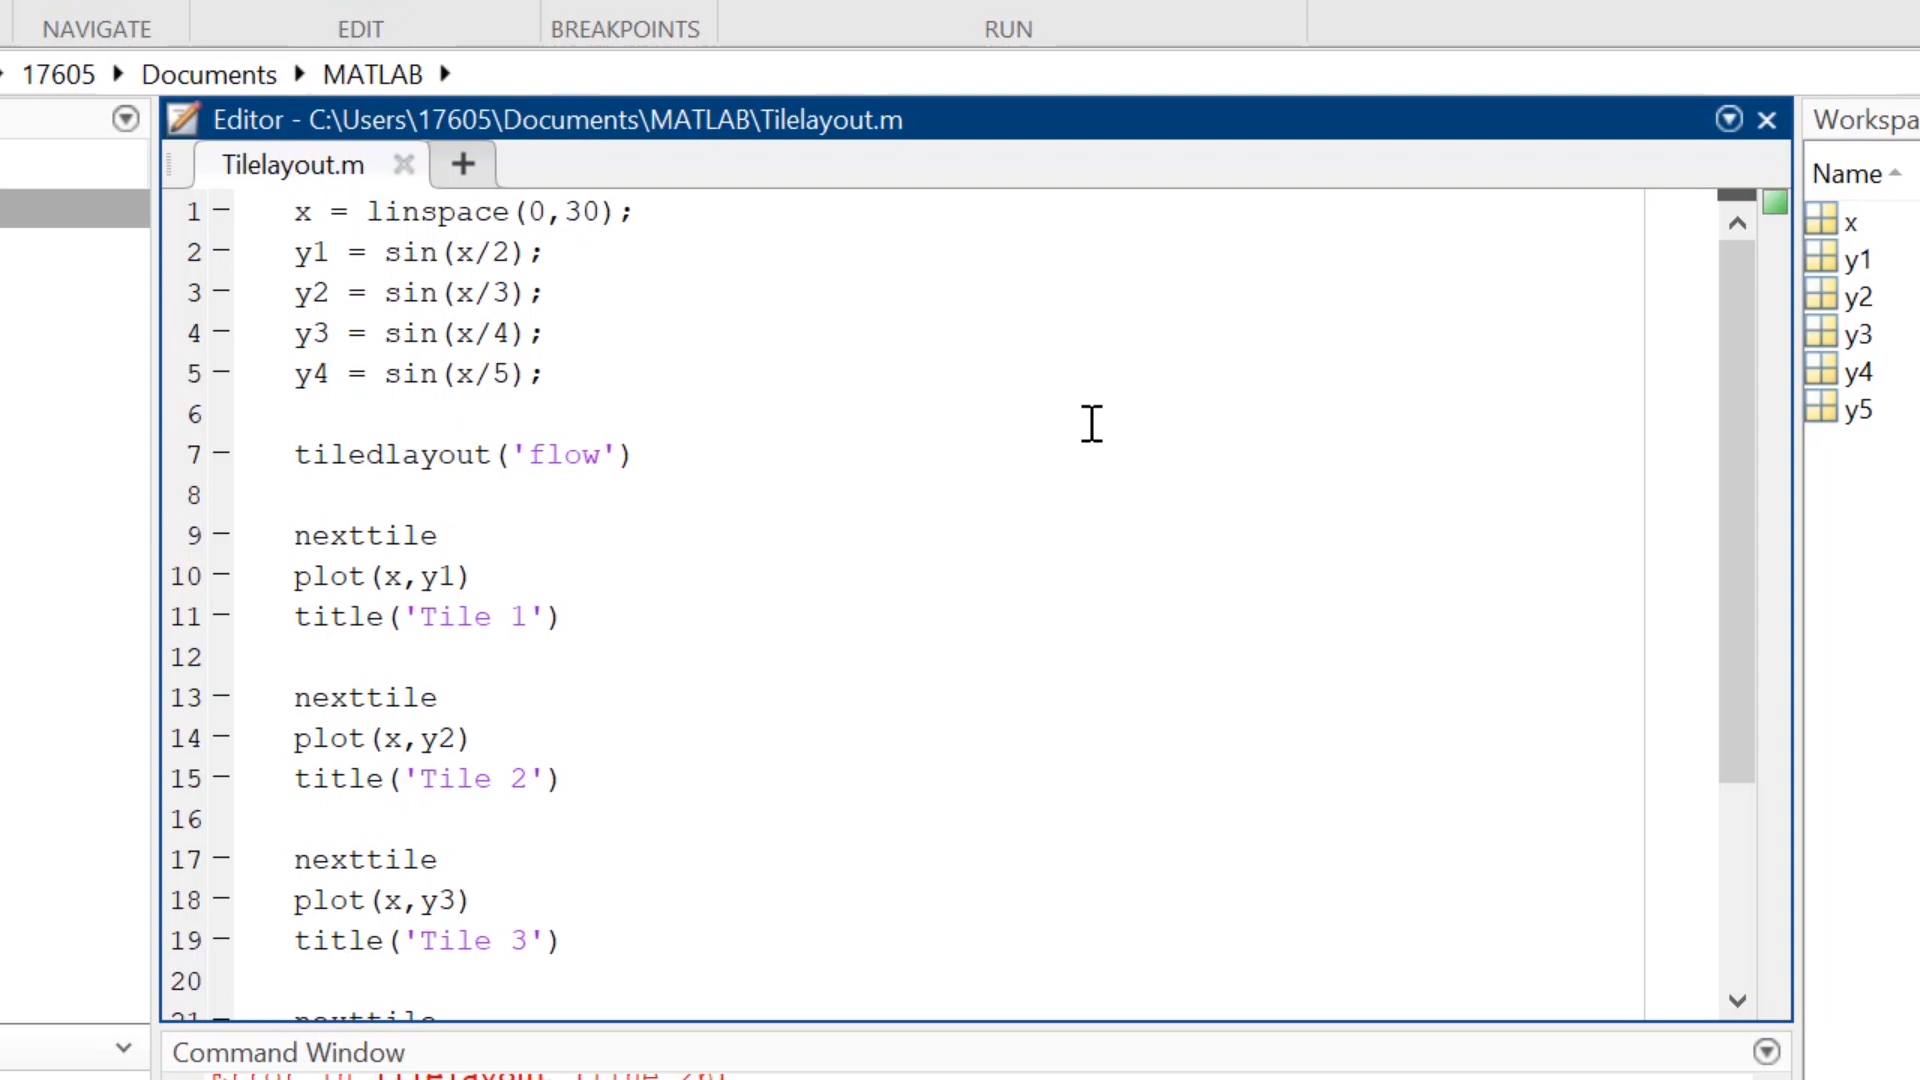 NAVIGATE EDIT BREAKPOINTS RUN
17605 Documents MATLAB
Editor - C:\Users\17605\Documents\MATLAB\Tilelayout.m
Workspa
Tilelayout.m
Name
1 x = linspace(0,30);
2 y1 = sin(x/2);
3 y2 = sin(x/3);
4 y3 = sin(x/4);
5 y4 = sin(x/5);
6
7 tiledlayout('flow')
8
9 nexttile
10 plot(x,y1)
11 title('Tile 1')
12
13 nexttile
14 plot(x,y2)
15 title('Tile 2')
16
17 nexttile
18 plot(x,y3)
19 title('Tile 3')
20
21 nexttile
x
y1
y2
y3
y4
y5
Command Window